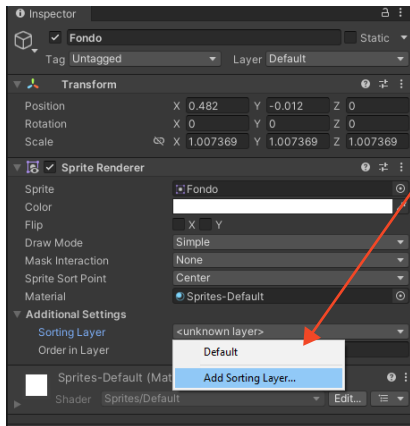 Inspector
Fondo Static
Tag Untagged Layer Default
Transform
Position X 0.482 Y -0.012 Z 0
Rotation X 0 Y 0 Z 0
Scale X 1.007369 Y 1.007369 Z 1.007369
Sprite Renderer
Sprite Fondo
Color
Flip X Y
Draw Mode Simple
Mask Interaction None
Sprite Sort Point Center
Material Sprites-Default
Additional Settings
Sorting Layer <unknown layer>
Order in Layer Default
Sprites-Default (Mat Add Sorting Layer...
Shader Sprites/Default Edit...